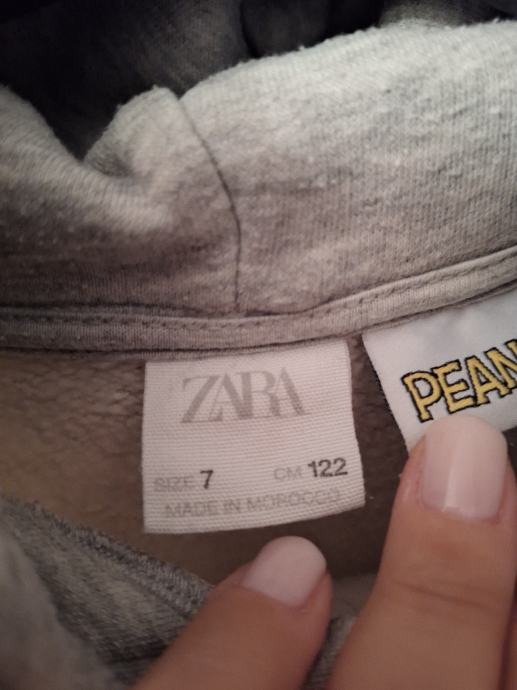 ZARA
SIZE 7 CM 122
MADE IN MOROCCO
PEAN